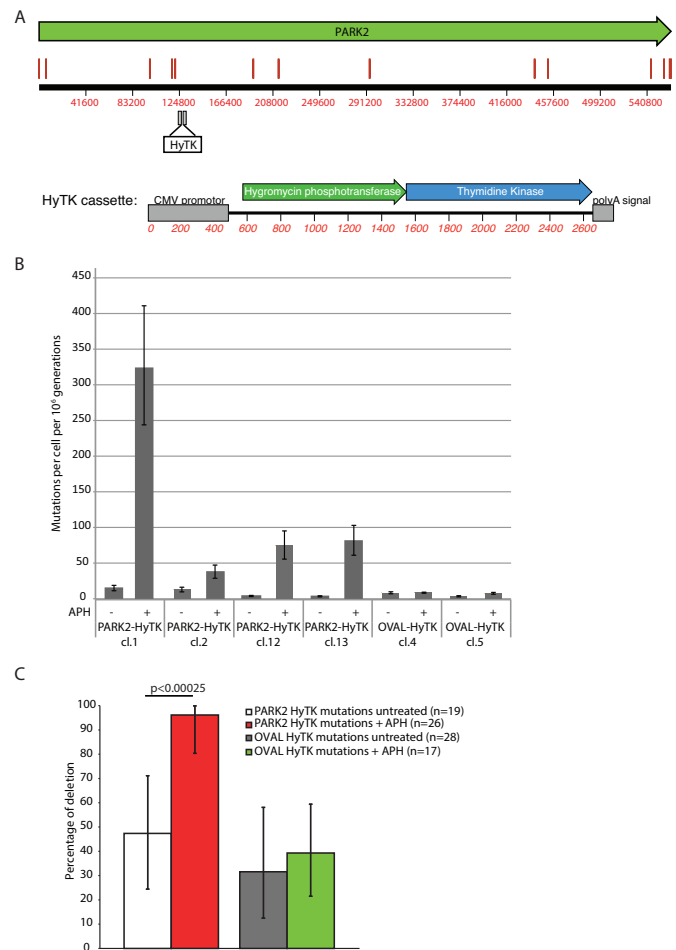 A
PARK2
41600 83200 124800 166400 208000 249600 291200 332800 374400 416000 457600 499200 540800
HyTK
HyTK cassette:
CMV promotor
Hygromycin phosphotransferase
Thymidine Kinase
polyA signal
0 200 400 600 800 1000 1200 1400 1600 1800 2000 2200 2400 2600
B
Mutations per cell per 10⁶ generations
450
400
350
300
250
200
150
100
50
0
APH - + - + - + - + - + - +
PARK2-HyTK PARK2-HyTK PARK2-HyTK PARK2-HyTK OVAL-HyTK OVAL-HyTK
cl.1 cl.2 cl.12 cl.13 cl.4 cl.5
C
p<0.00025
PARK2 HyTK mutations untreated (n=19)
PARK2 HyTK mutations + APH (n=26)
OVAL HyTK mutations untreated (n=28)
OVAL HyTK mutations + APH (n=17)
Percentage of deletion
100
90
80
70
60
50
40
30
20
10
0